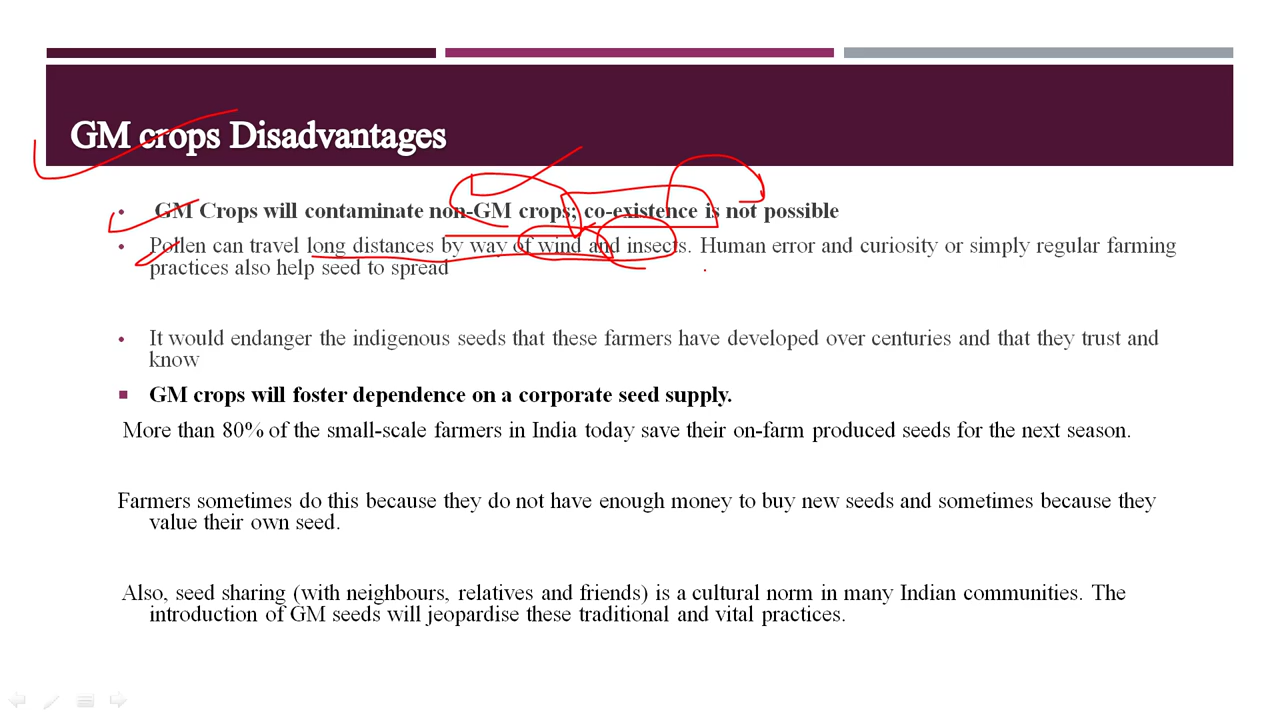 GM crops Disadvantages
• GM Crops will contaminate non-GM crops; co-existence is not possible
• Pollen can travel long distances by way of wind and insects. Human error and curiosity or simply regular farming
practices also help seed to spread
• It would endanger the indigenous seeds that these farmers have developed over centuries and that they trust and
know
■ GM crops will foster dependence on a corporate seed supply.
More than 80% of the small-scale farmers in India today save their on-farm produced seeds for the next season.
Farmers sometimes do this because they do not have enough money to buy new seeds and sometimes because they
value their own seed.
Also, seed sharing (with neighbours, relatives and friends) is a cultural norm in many Indian communities. The
introduction of GM seeds will jeopardise these traditional and vital practices.